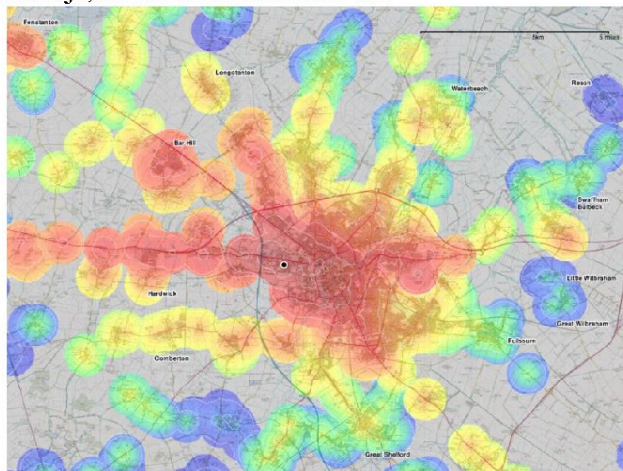 Fenstanton
5km
5 miles
Longstanton
Waterbeach
Reach
Bar Hill
Swaffham
Bulbeck
Little Wilbraham
Hardwick
Great Wilbraham
Fulbourn
Comberton
Great Shelford